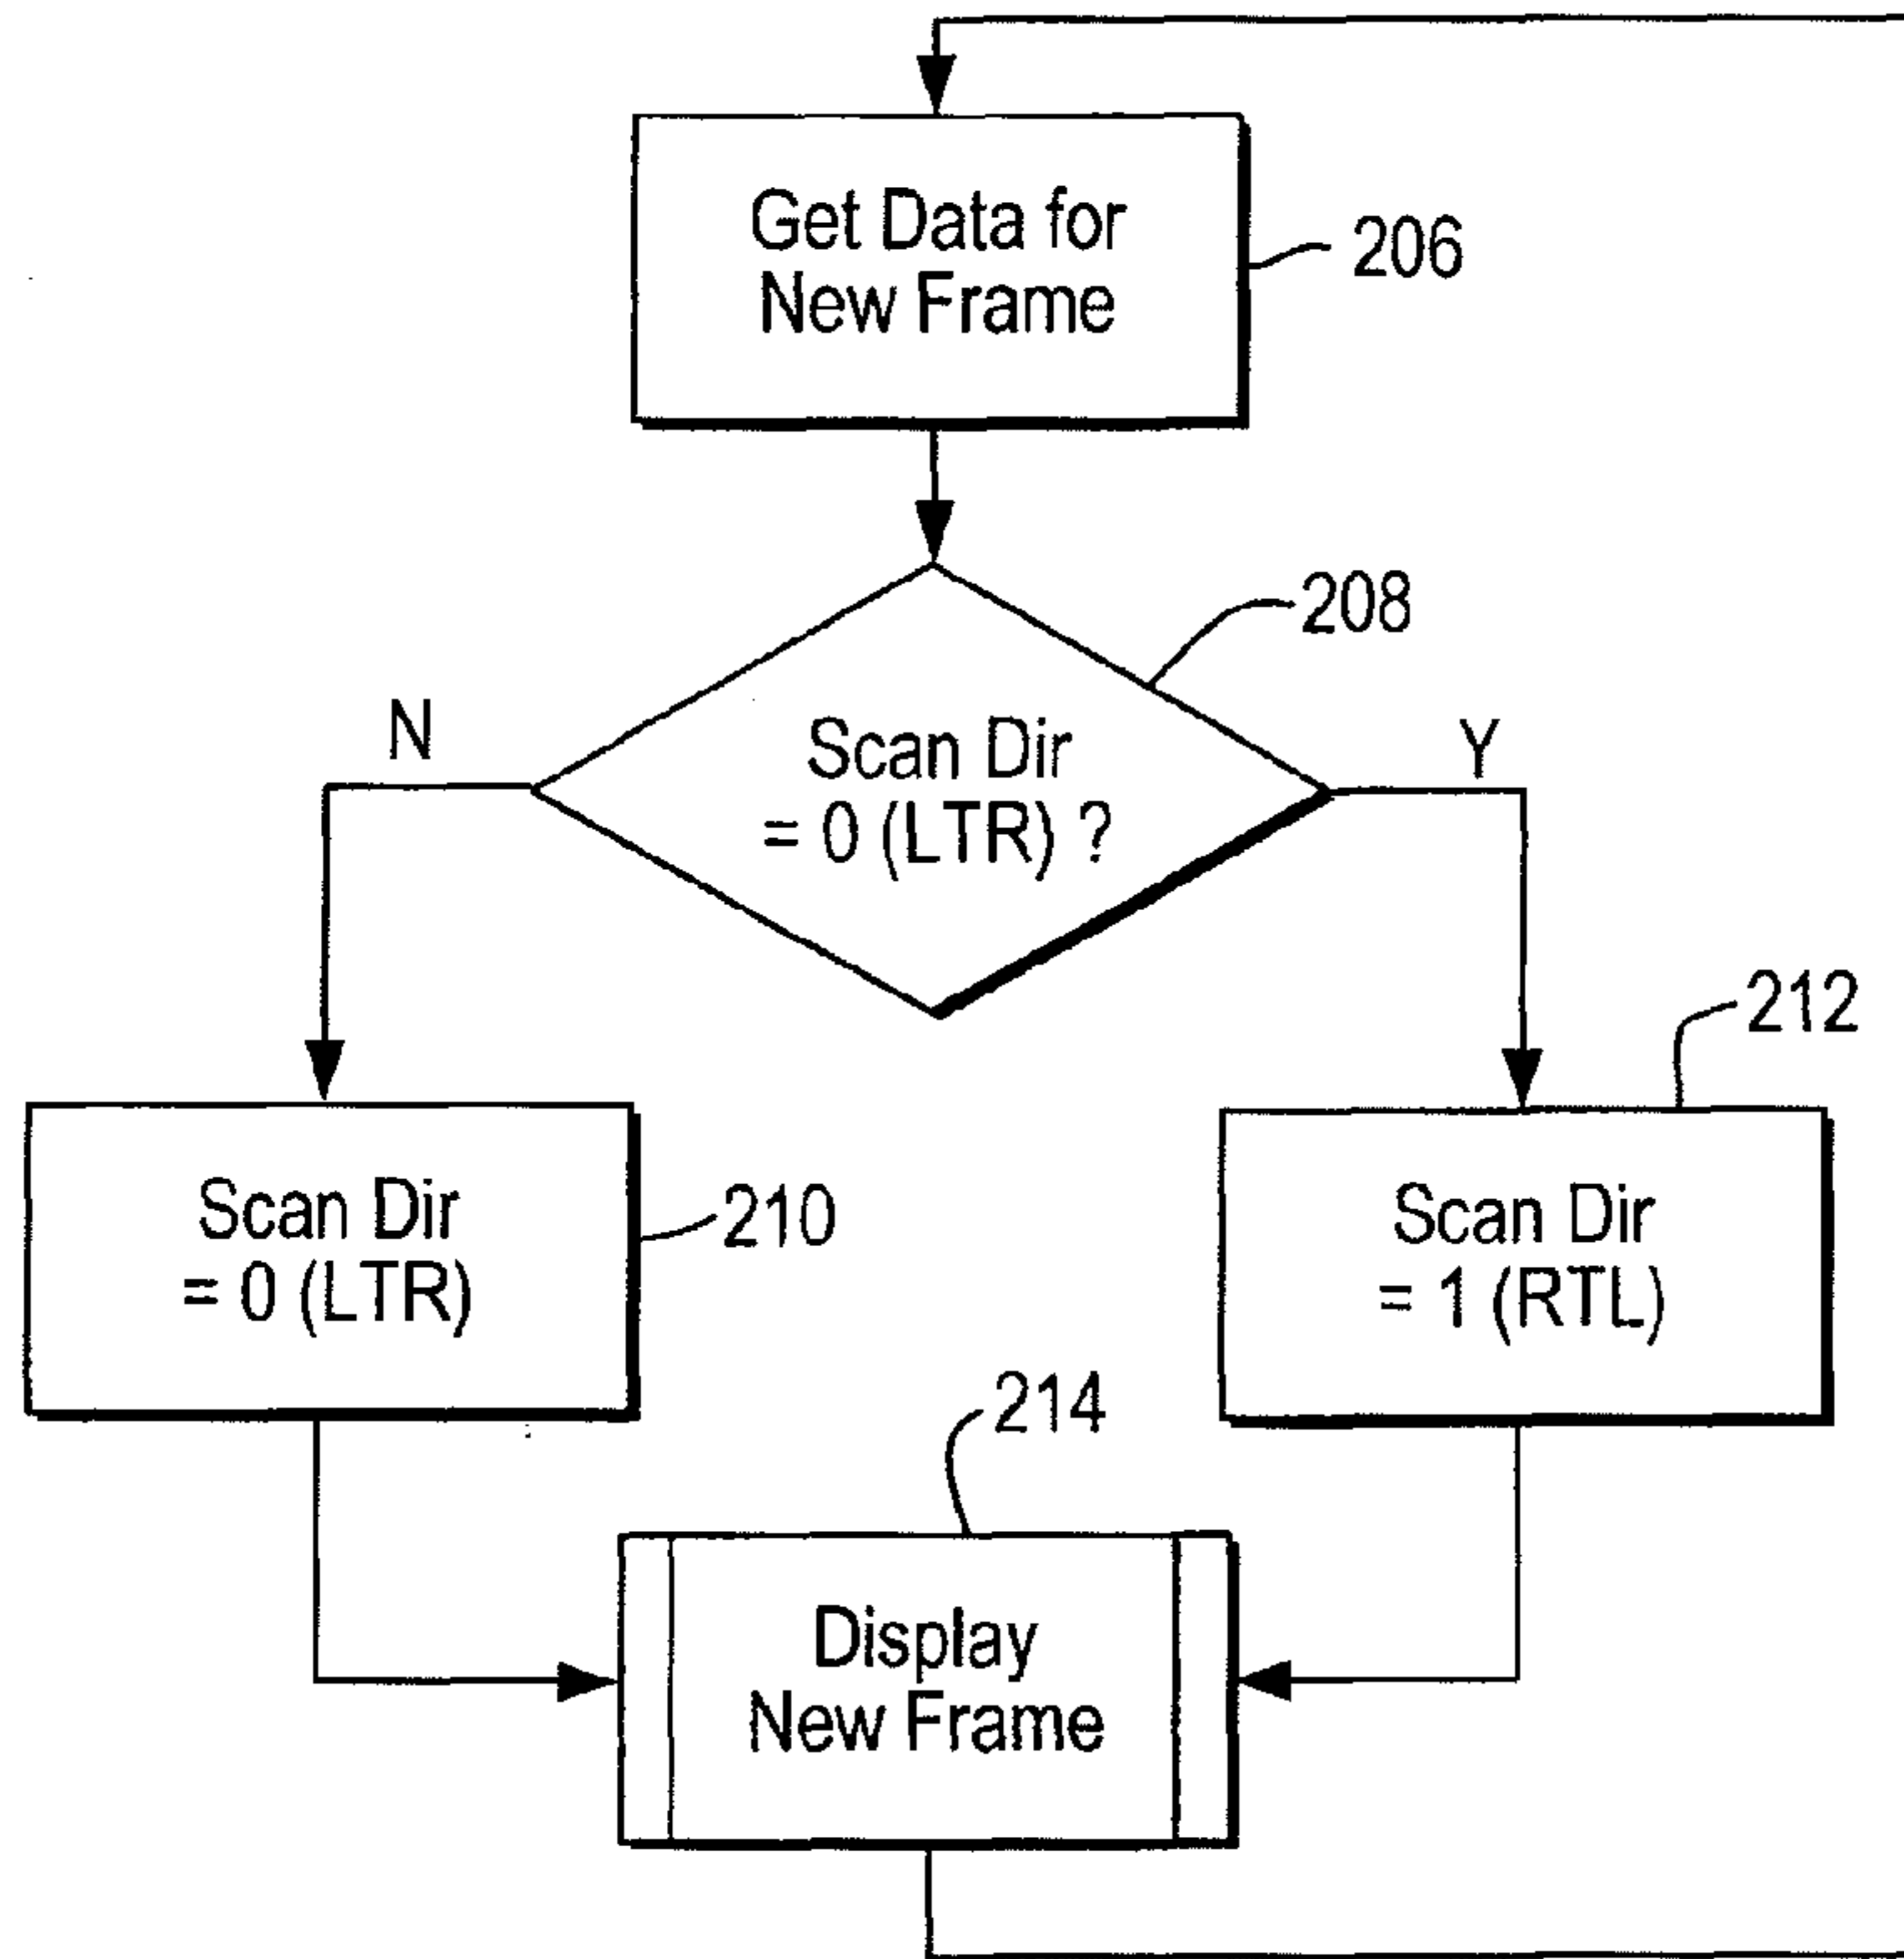 Get Data for
New Frame
206
208
N
Scan Dir
= 0 (LTR) ?
Y
212
Scan Dir
= 0 (LTR)
210
Scan Dir
= 1 (RTL)
214
Display
New Frame